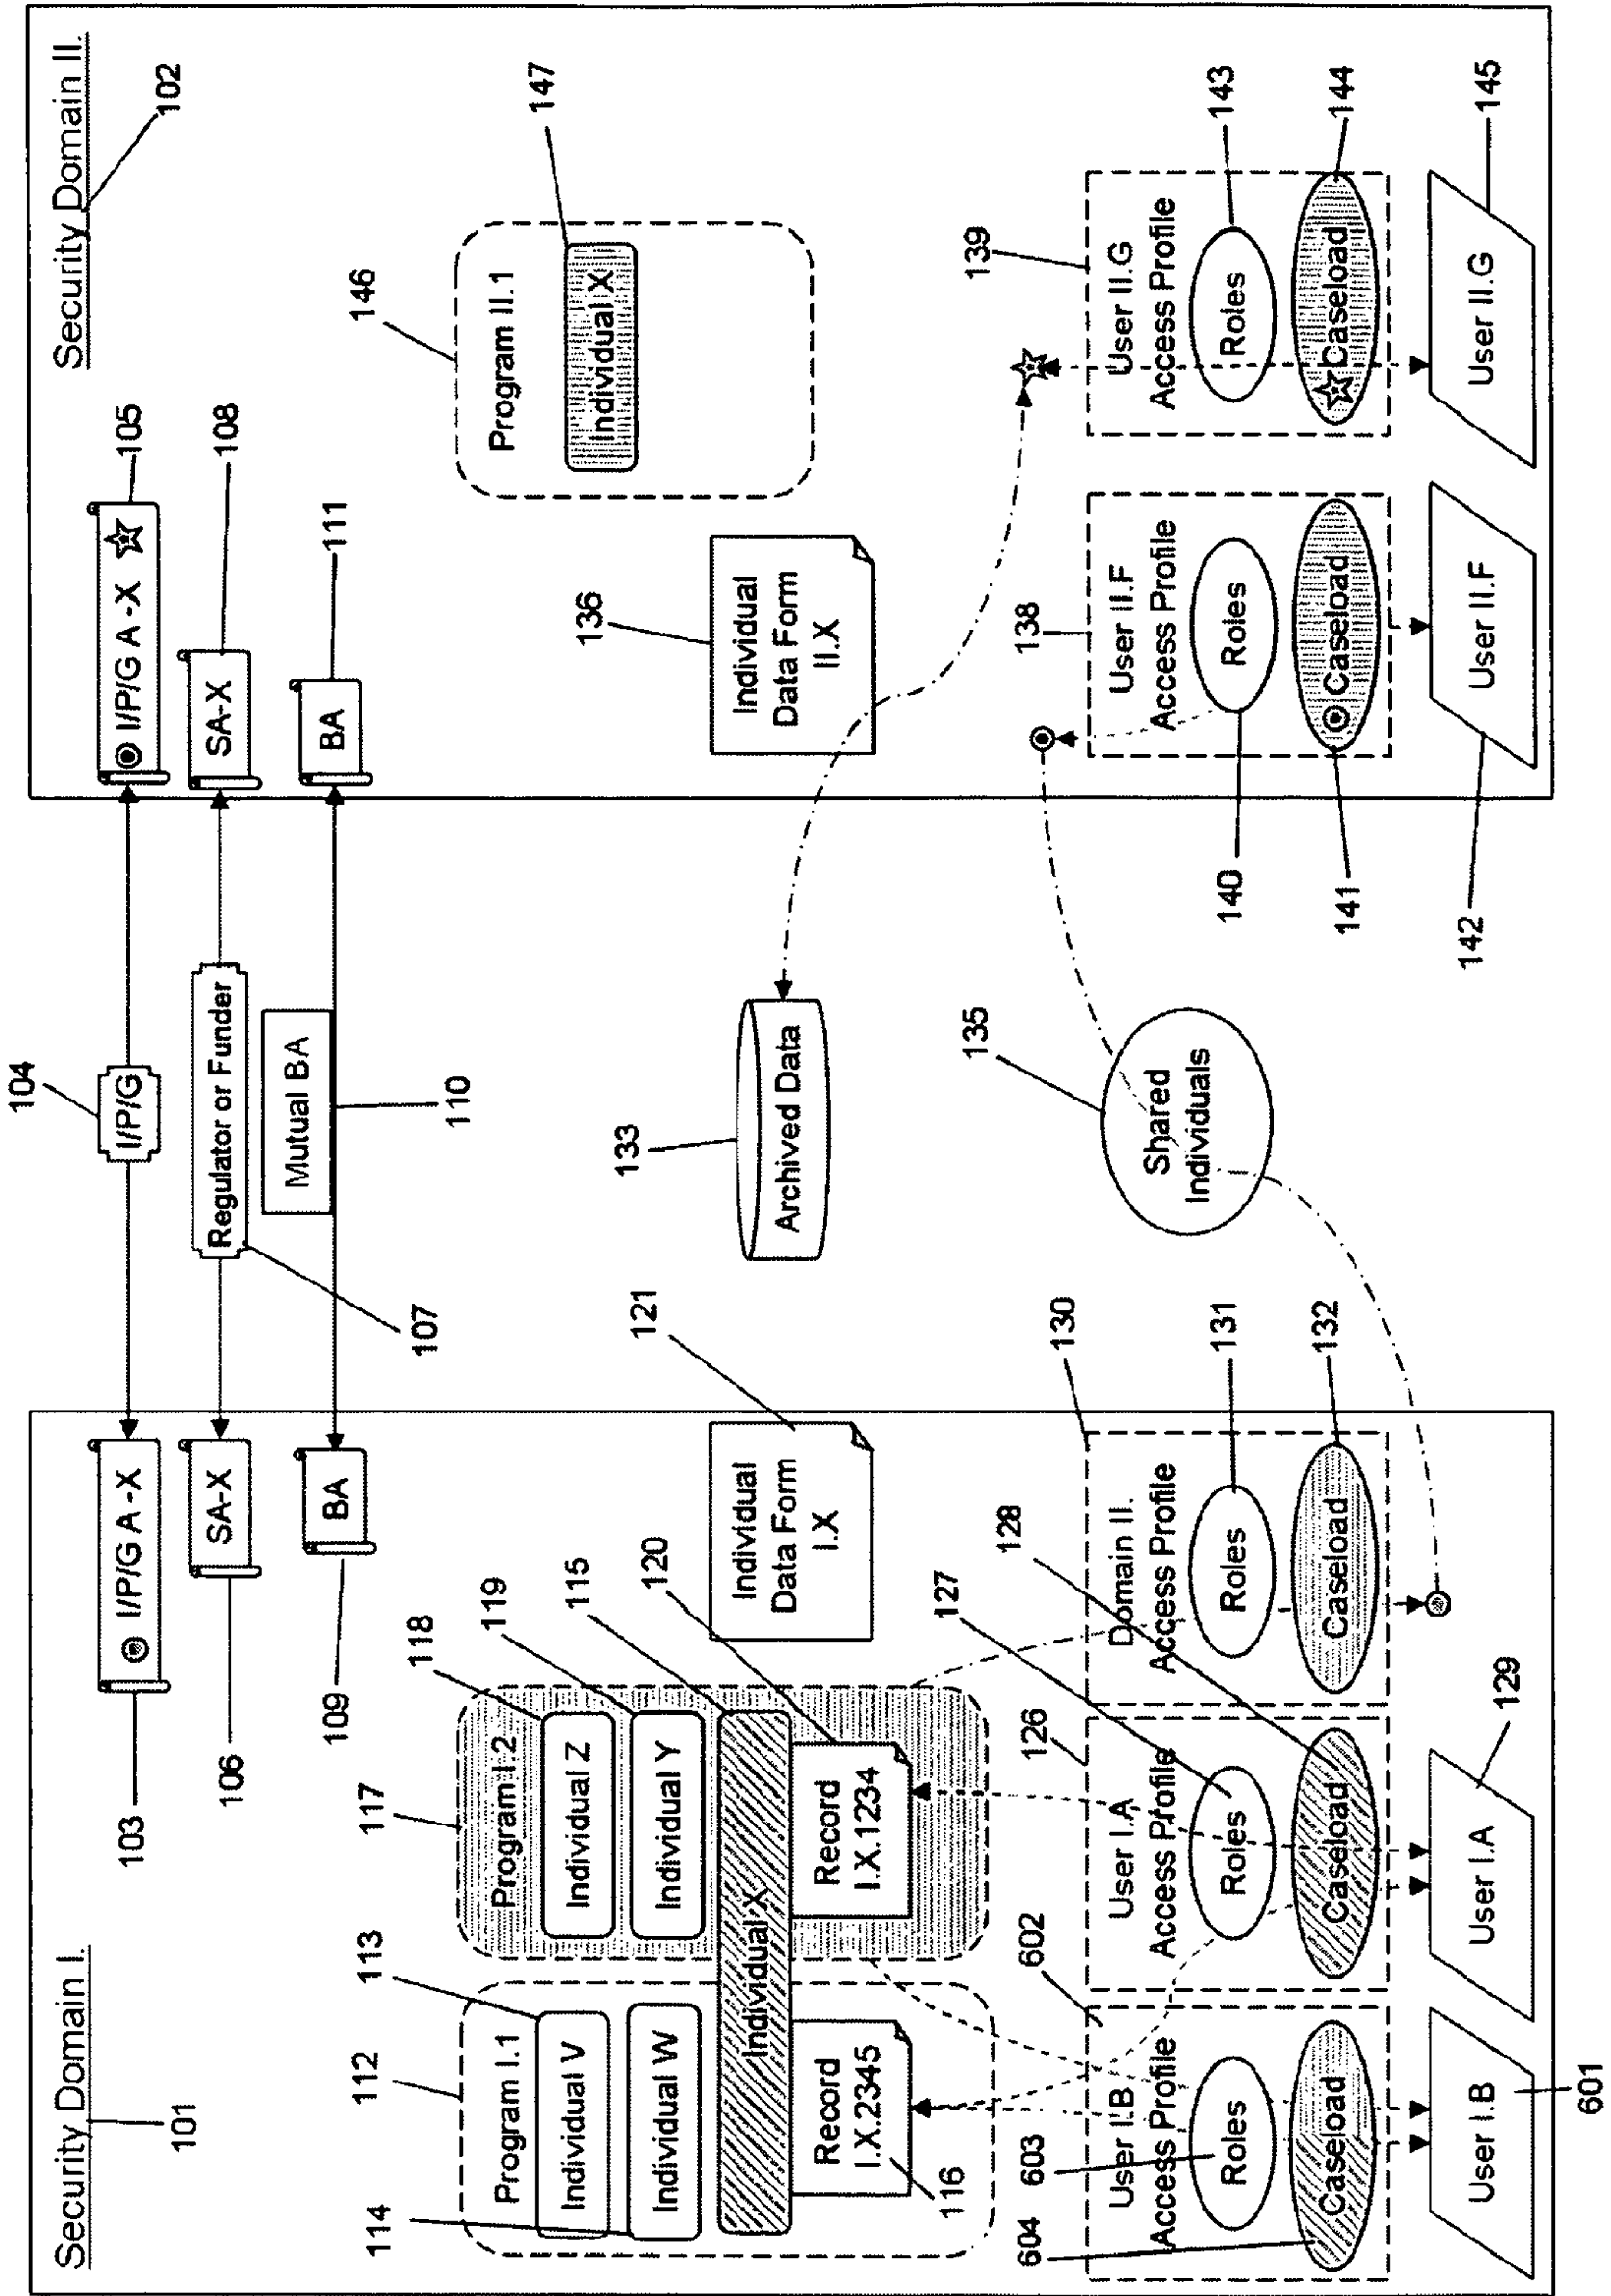 Security Domain I.
101
103
I/P/G A -X
106
SA-X
109
BA
104
I/P/G
Regulator or Funder
107
Mutual BA
110
Security Domain II.
102
I/P/G A -X
105
SA-X
108
BA
111
112
Program I.1
113
Individual V
114
Individual W
117
Program I.2
118
Individual Z
119
Individual Y
115
Individual X
120
Record
I.X.2345
116
Record
I.X.1234
121
Individual
Data Form
I.X
133
Archived Data
136
Individual
Data Form
II.X
146
Program II.1
147
Individual X
135
Shared
Individuals
602
User I.B
Access Profile
603
Roles
604
Caseload
User I.B
601
126
User I.A
Access Profile
127
Roles
128
Caseload
User I.A
129
130
Domain II.
Access Profile
131
Roles
132
Caseload
138
User II.F
Access Profile
Roles
140
Caseload
141
User II.F
142
139
User II.G
Access Profile
143
Roles
144
Caseload
145
User II.G